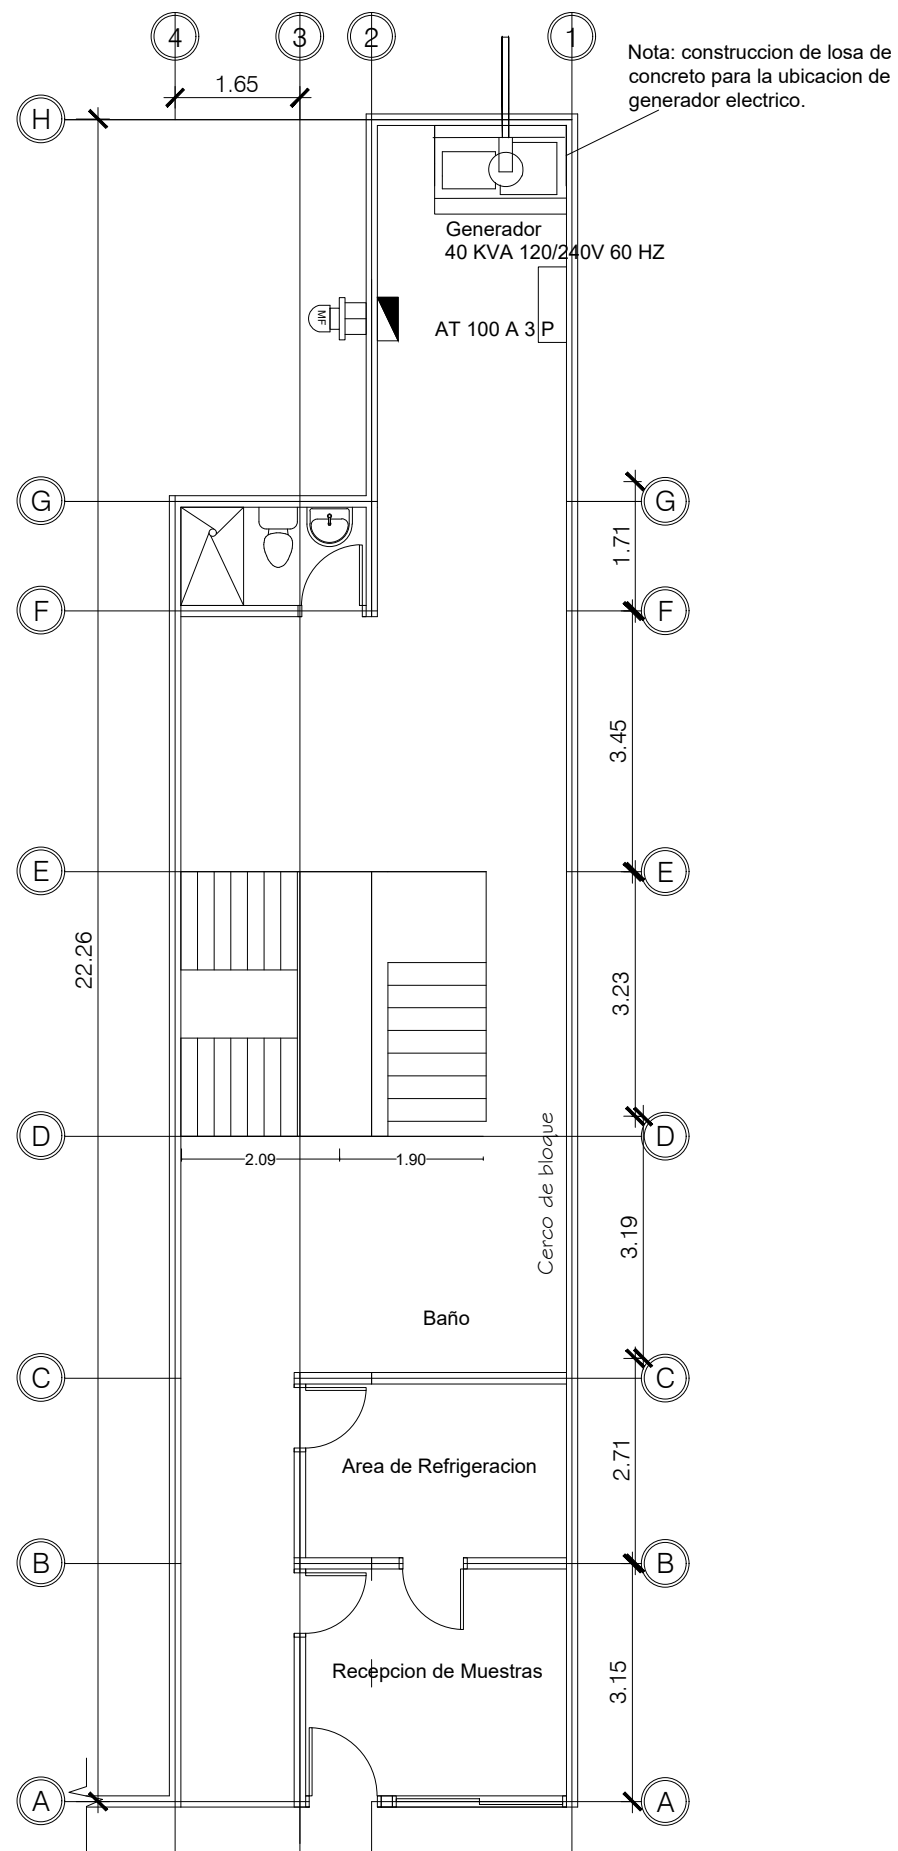 4
3
2
1
Nota: construccion de losa de
concreto para la ubicacion de
generador electrico.
1.65
H
Generador
40 KVA 120/240V 60 HZ
MF
AT 100 A 3 P
G
G
1.71
F
F
3.45
E
E
22.26
3.23
D
D
2.09
1.90
Cerco de bloque
3.19
Baño
C
C
Area de Refrigeracion
2.71
B
B
Recepcion de Muestras
3.15
A
A